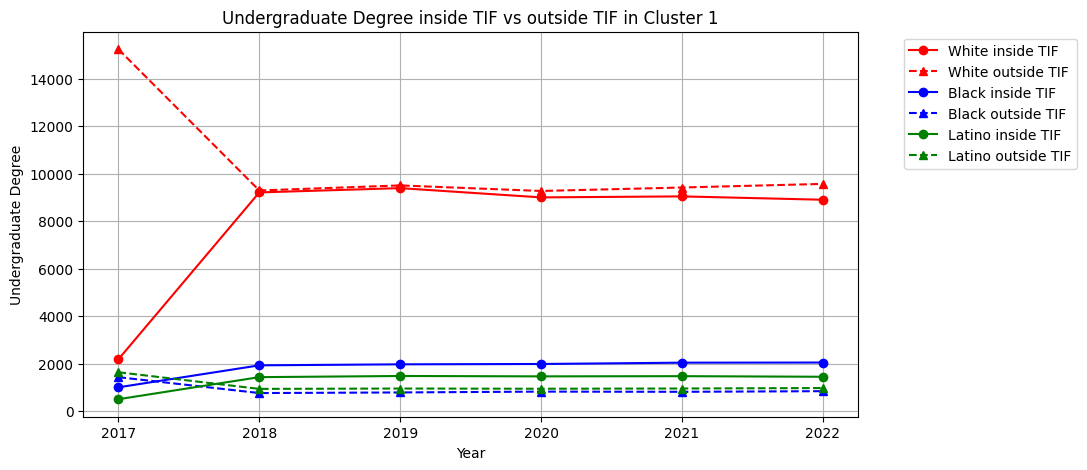 Undergraduate Degree inside TIF vs outside TIF in Cluster 1
Undergraduate Degree
14000
12000
10000
8000
6000
4000
2000
0
2017
2018
2019
2020
2021
2022
Year
White inside TIF
White outside TIF
Black inside TIF
Black outside TIF
Latino inside TIF
Latino outside TIF